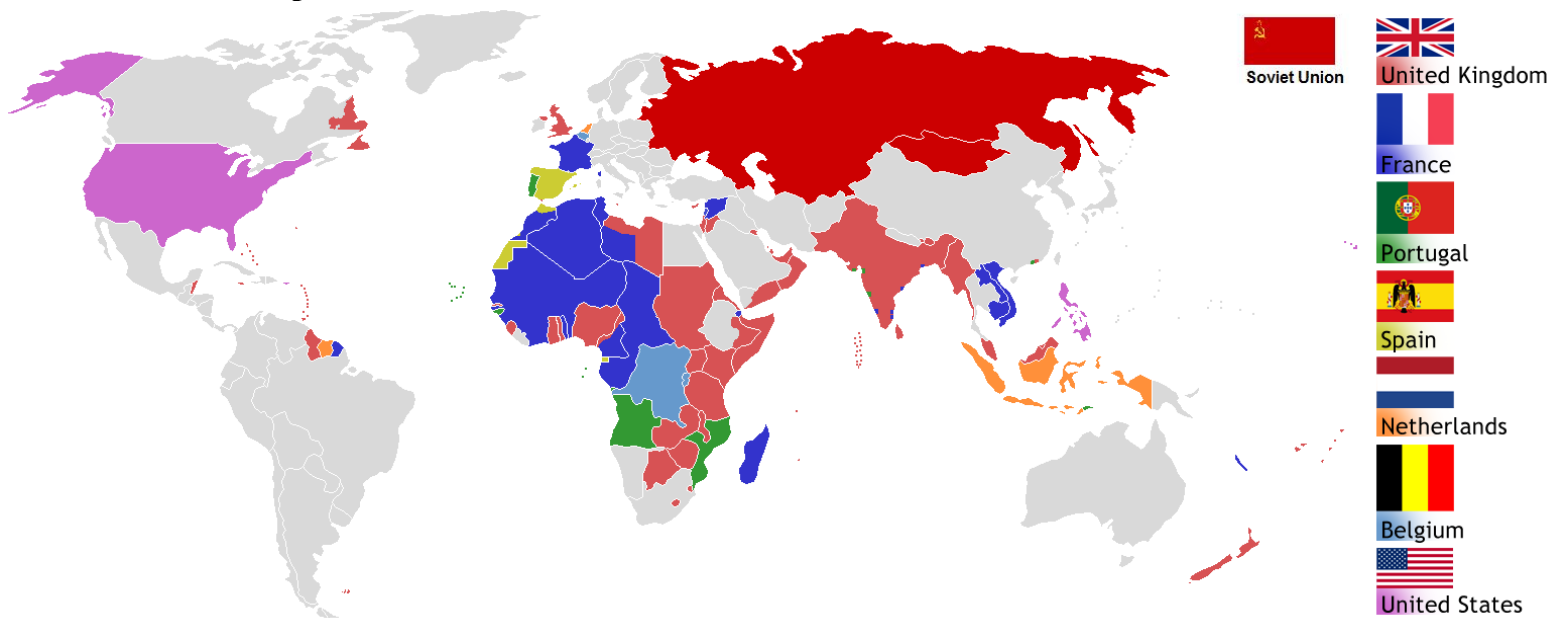 Soviet Union
United Kingdom
France
Portugal
Spain
Netherlands
Belgium
United States